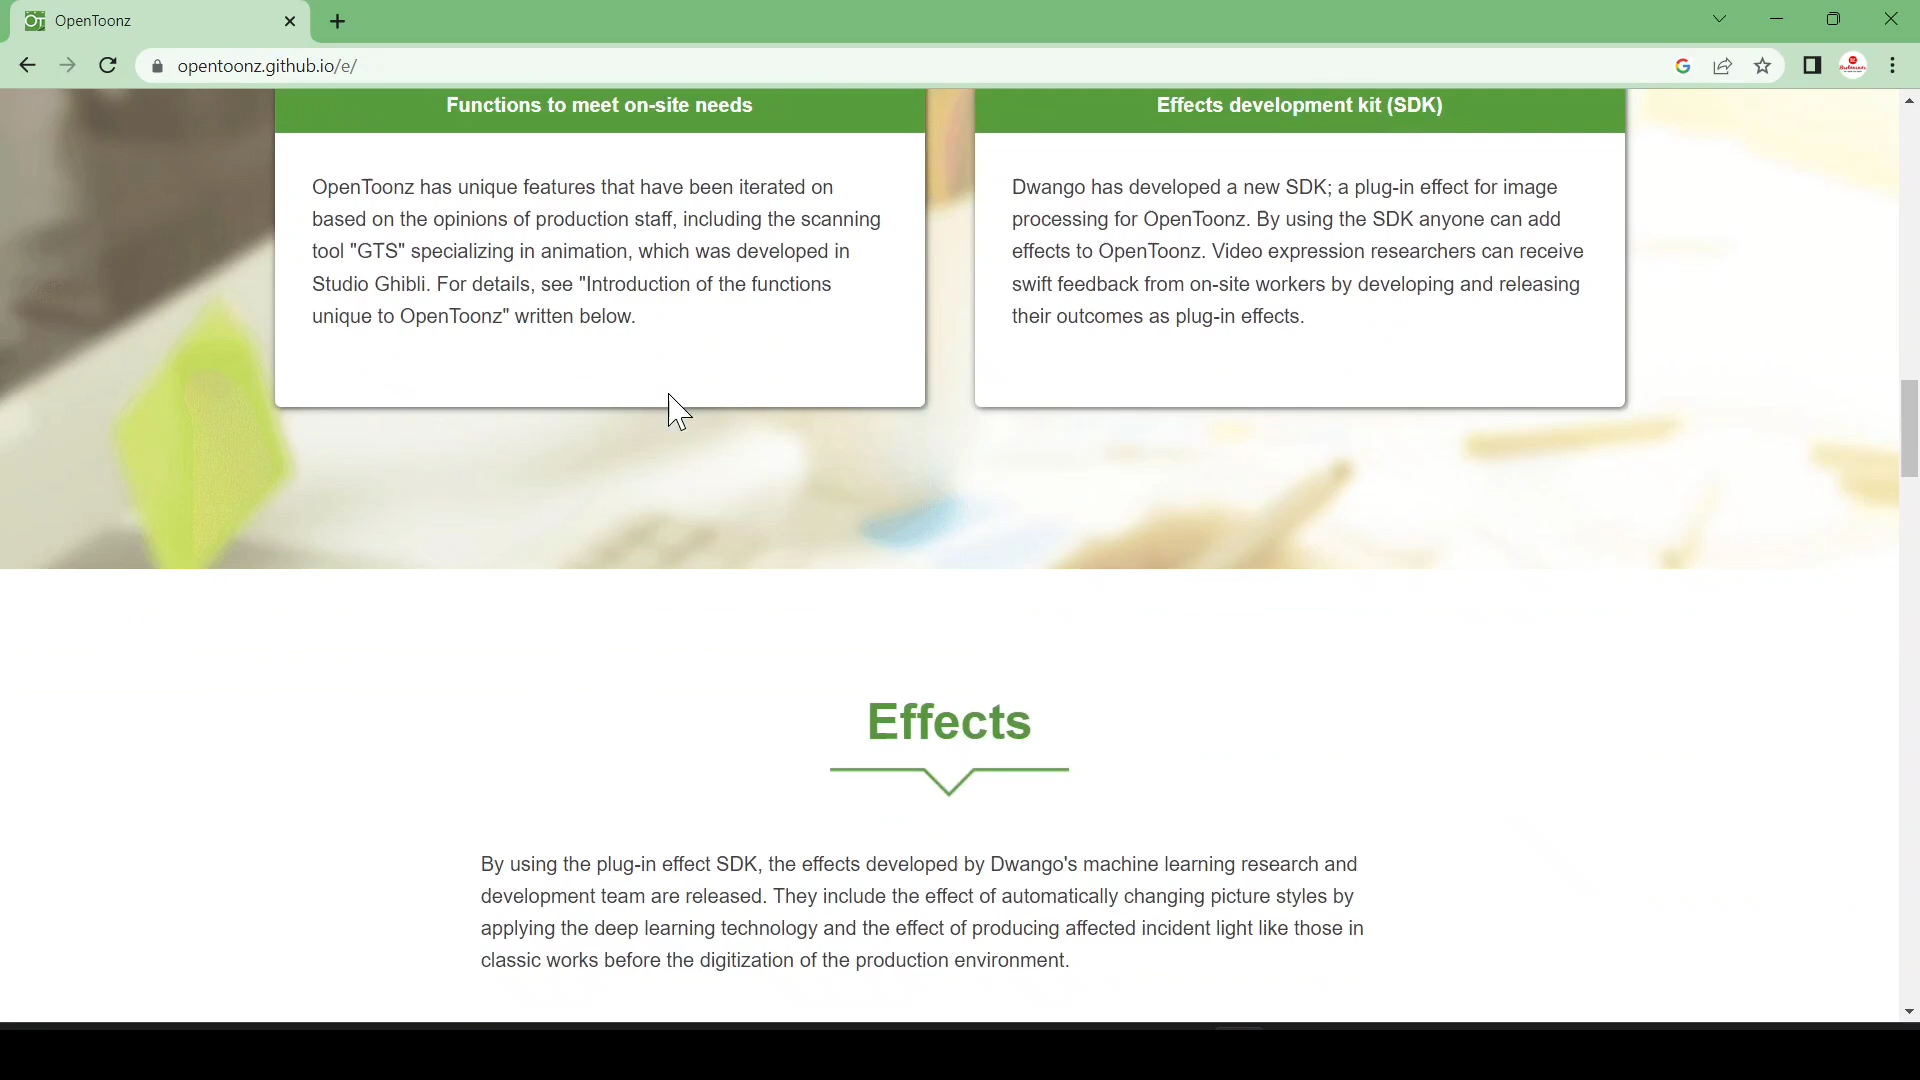 OpenToonz
opentoonz.github.io/e/
Functions to meet on-site needs
OpenToonz has unique features that have been iterated on
based on the opinions of production staff, including the scanning
tool "GTS" specializing in animation, which was developed in
Studio Ghibli. For details, see "Introduction of the functions
unique to OpenToonz" written below.
Effects development kit (SDK)
Dwango has developed a new SDK; a plug-in effect for image
processing for OpenToonz. By using the SDK anyone can add
effects to OpenToonz. Video expression researchers can receive
swift feedback from on-site workers by developing and releasing
their outcomes as plug-in effects.
Effects
By using the plug-in effect SDK, the effects developed by Dwango's machine learning research and
development team are released. They include the effect of automatically changing picture styles by
applying the deep learning technology and the effect of producing affected incident light like those in
classic works before the digitization of the production environment.